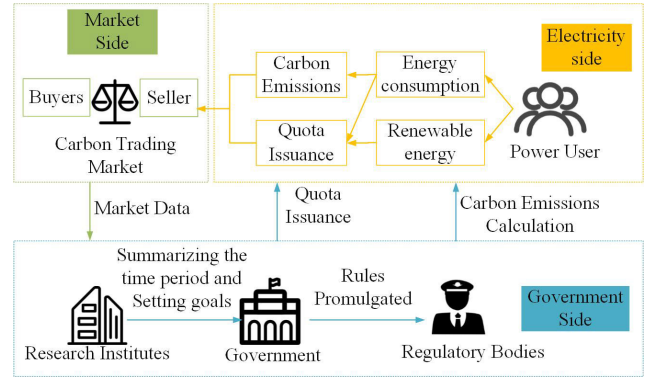 Market
Side
Buyers
Seller
Carbon Trading
Market
Carbon
Emissions
Energy
consumption
Electricity
side
Quota
Issuance
Renewable
energy
Power User
Market Data
Quota
Issuance
Carbon Emissions
Calculation
Summarizing the
time period and
Setting goals
Rules
Promulgated
Government
Side
Research Institutes
Government
Regulatory Bodies